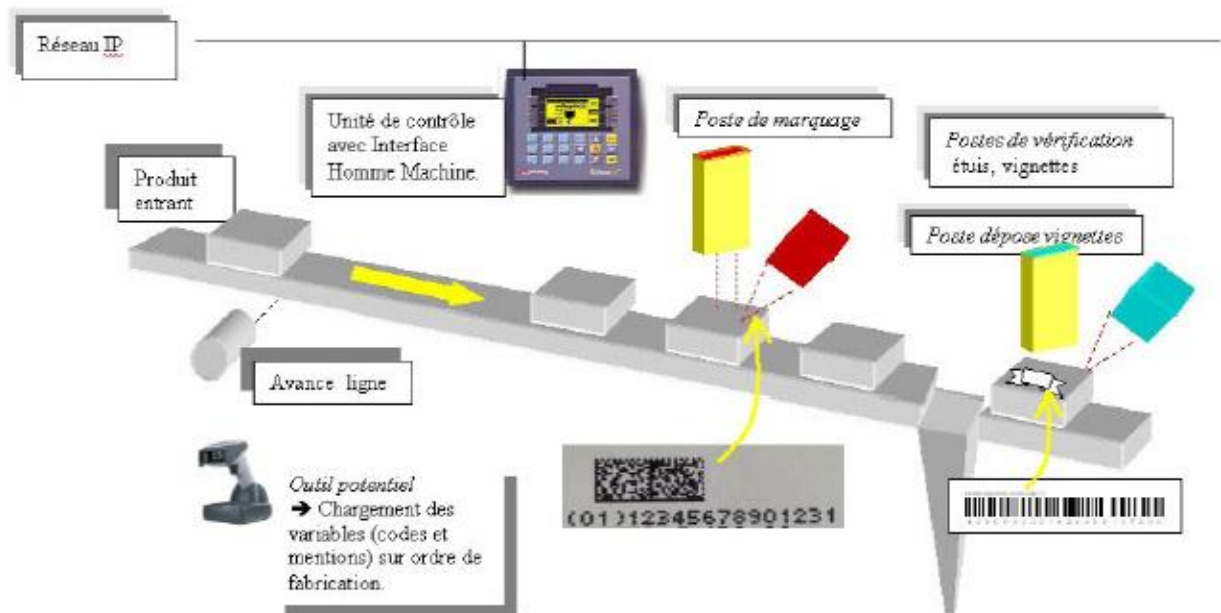 Réseau IP
Unité de contrôle
avec Interface
Homme Machine.
Poste de marquage
Postes de vérification
étuis, vignettes
Produit
entrant
Poste dépose vignettes
Avance ligne
Outil potentiel
➔ Chargement des
variables (codes et
mentions) sur ordre de
fabrication.
(01)12345678901231